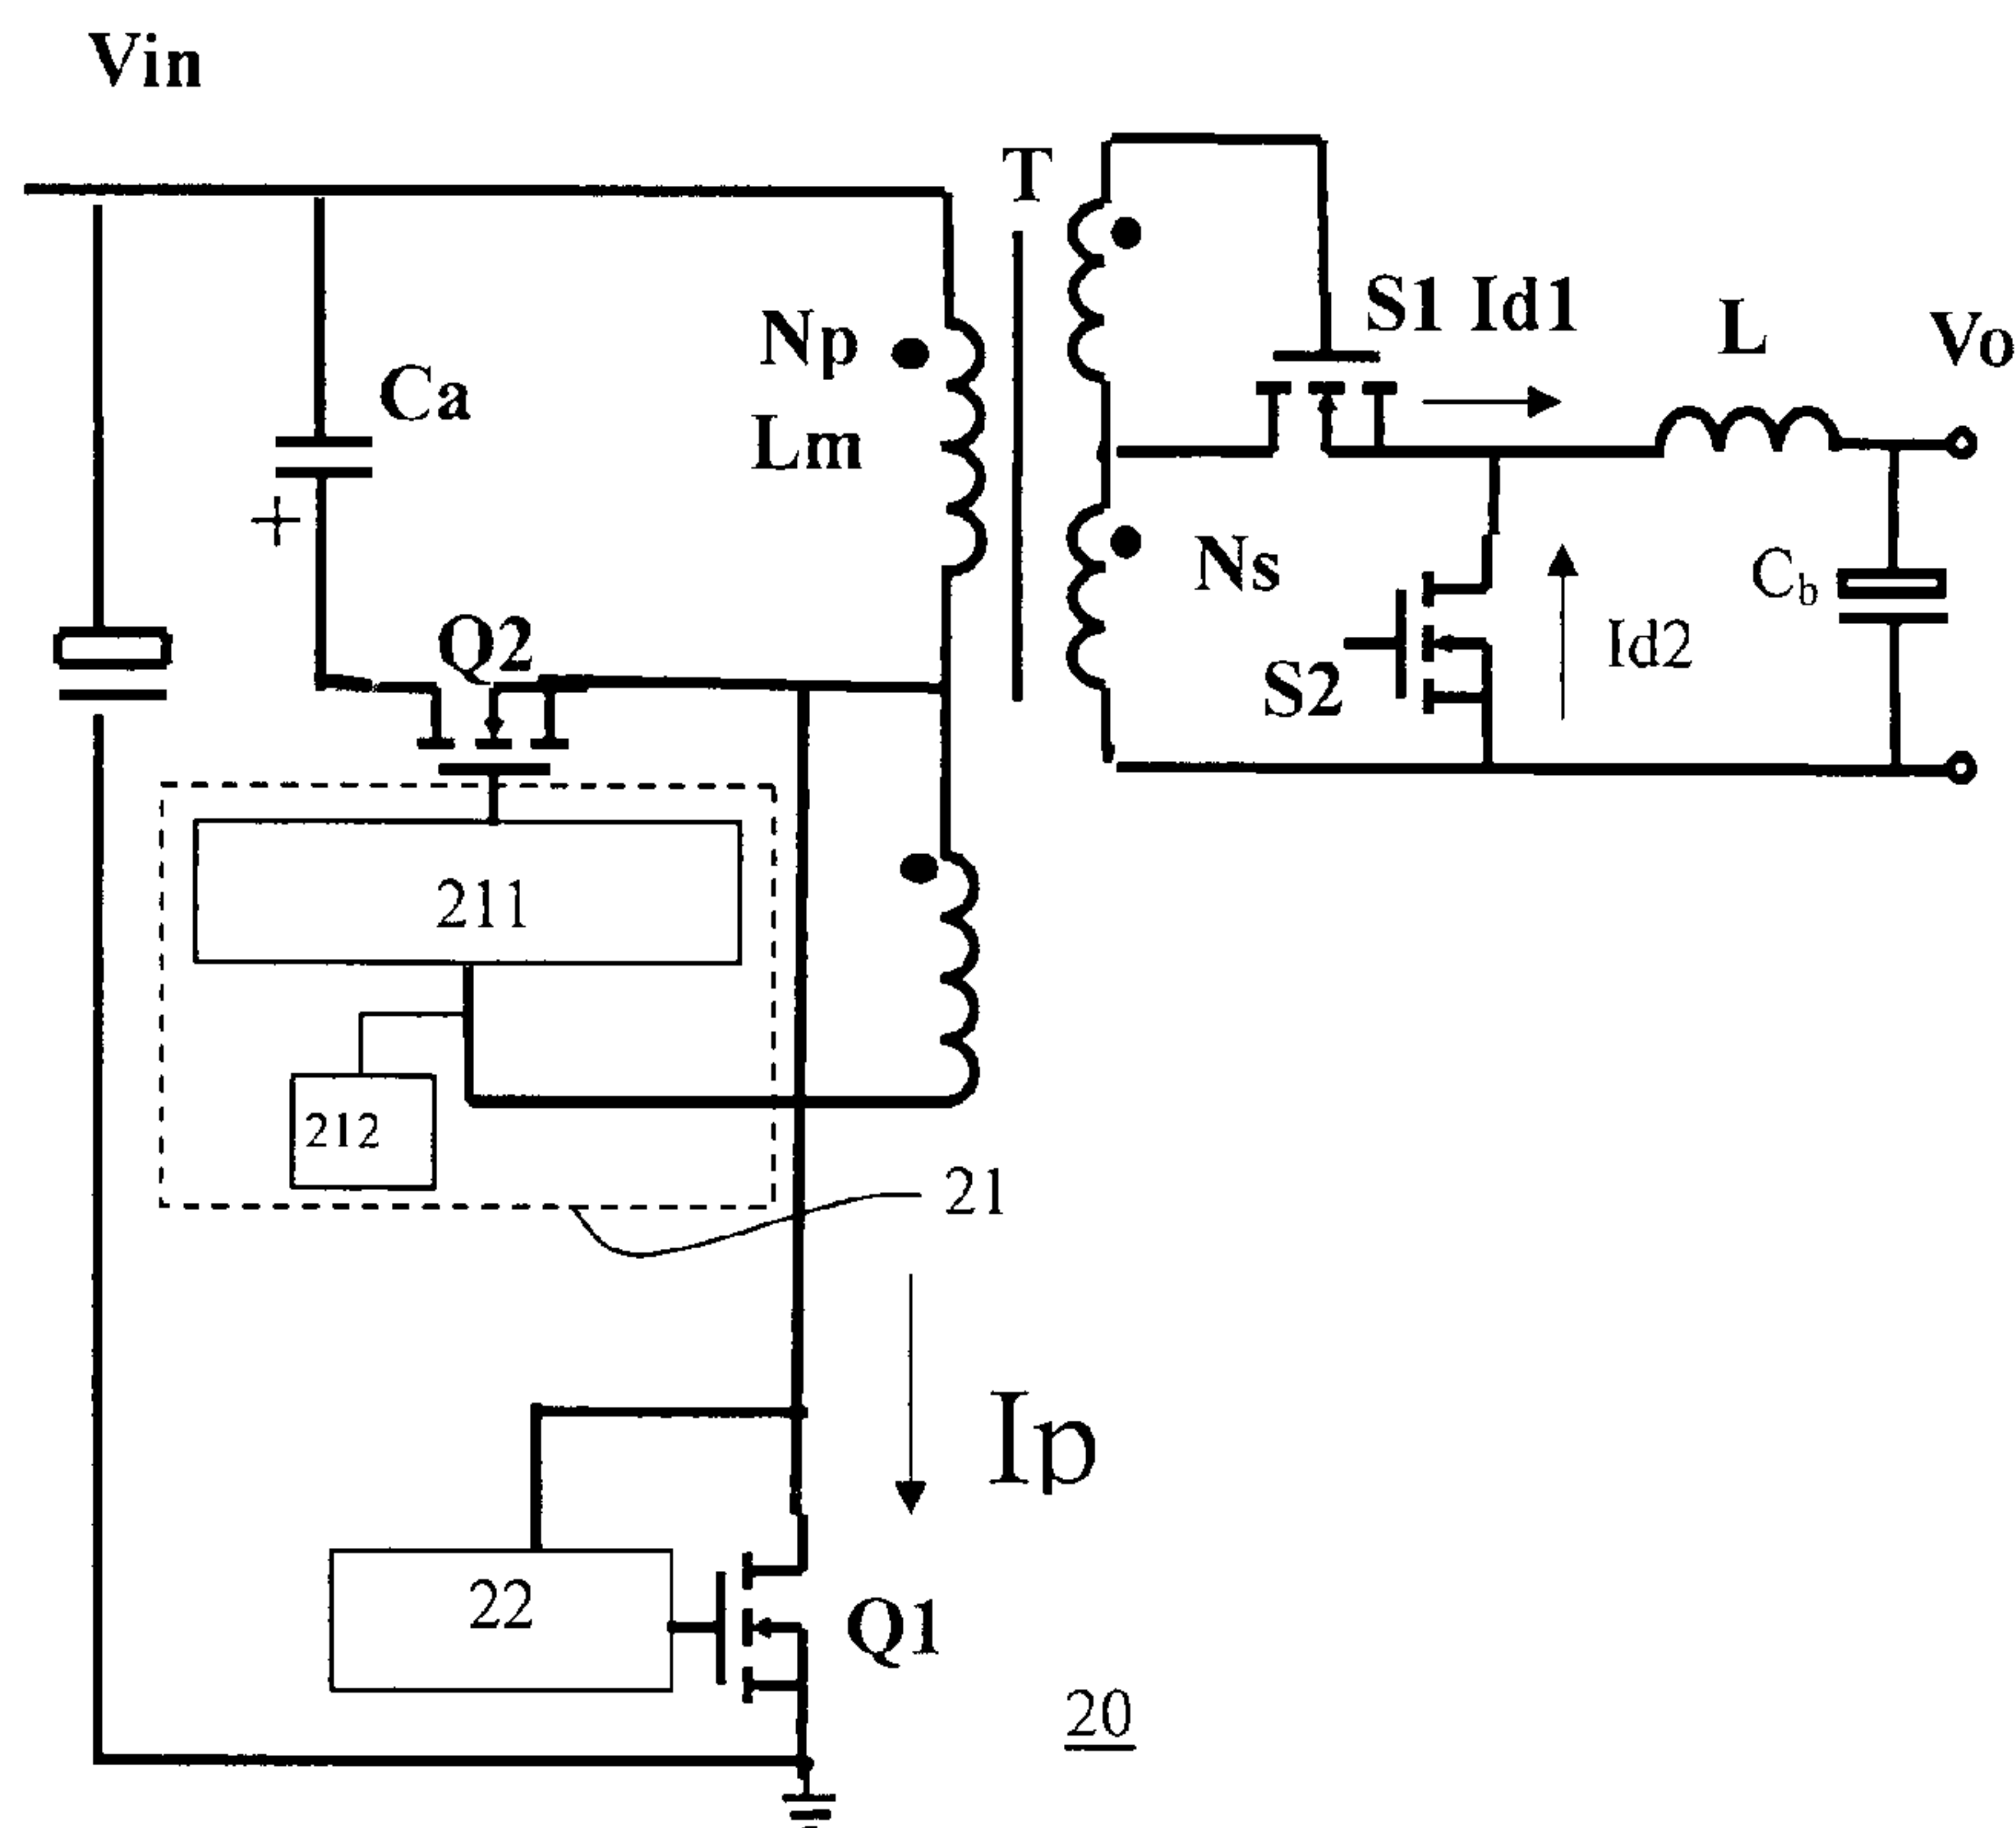 Vin
T
S1 Id1
L
Vo
Np
Lm
Ca
+
Ns
Cb
Id2
S2
Q2
211
212
21
Ip
22
Q1
20